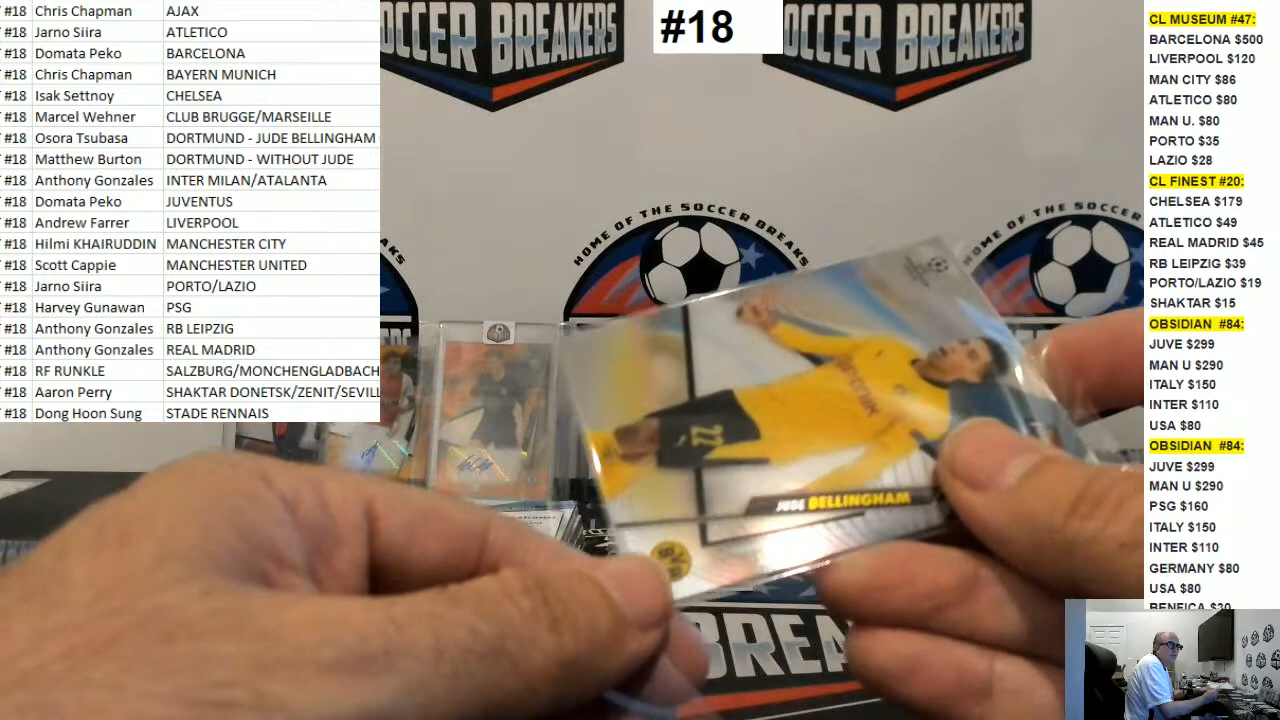 #18 Chris Chapman AJAX
#18 Jarno Siira ATLETICO
#18 Domata Peko BARCELONA
#18 Chris Chapman BAYERN MUNICH
#18 Isak Settnoy CHELSEA
#18 Marcel Wehner CLUB BRUGGE/MARSEILLE
#18 Osora Tsubasa DORTMUND - JUDE BELLINGHAM
#18 Matthew Burton DORTMUND - WITHOUT JUDE
#18 Anthony Gonzales INTER MILAN/ATALANTA
#18 Domata Peko JUVENTUS
#18 Andrew Farrer LIVERPOOL
#18 Hilmi KHAIRUDDIN MANCHESTER CITY
#18 Scott Cappie MANCHESTER UNITED
#18 Jarno Siira PORTO/LAZIO
#18 Harvey Gunawan PSG
#18 Anthony Gonzales RB LEIPZIG
#18 Anthony Gonzales REAL MADRID
#18 RF RUNKLE SALZBURG/MONCHENGLADBACH
#18 Aaron Perry SHAKTAR DONETSK/ZENIT/SEVILL
#18 Dong Hoon Sung STADE RENNAIS
OCCER BREAKERS
#18
SOCCER BREAKERS
HOME OF THE SOCCER BREAKS
HOME OF THE SOCCER
22
JUDE BELLINGHAM
BVB
BREA
CL MUSEUM #47:
BARCELONA $500
LIVERPOOL $120
MAN CITY $86
ATLETICO $80
MAN U. $80
PORTO $35
LAZIO $28
CL FINEST #20:
CHELSEA $179
ATLETICO $49
REAL MADRID $45
RB LEIPZIG $39
PORTO/LAZIO $19
SHAKTAR $15
OBSIDIAN #84:
JUVE $299
MAN U $290
ITALY $150
INTER $110
USA $80
OBSIDIAN #84:
JUVE $299
MAN U $290
PSG $160
ITALY $150
INTER $110
GERMANY $80
USA $80
BENFICA $30